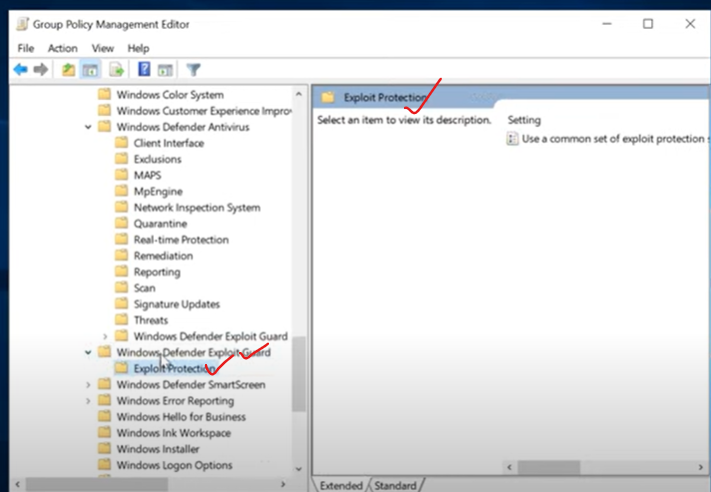 Group Policy Management Editor
File Action View Help
Windows Color System
Windows Customer Experience Impro
Windows Defender Antivirus
Client Interface
Exclusions
MAPS
MpEngine
Network Inspection System
Quarantine
Real-time Protection
Remediation
Reporting
Scan
Signature Updates
Threats
Windows Defender Exploit Guard
Windows Defender Exploit Guard
Exploit Protection
Windows Defender SmartScreen
Windows Error Reporting
Windows Hello for Business
Windows Ink Workspace
Windows Installer
Windows Logon Options
Exploit Protection
Select an item to view its description.
Setting
Use a common set of exploit protection s
Extended Standard